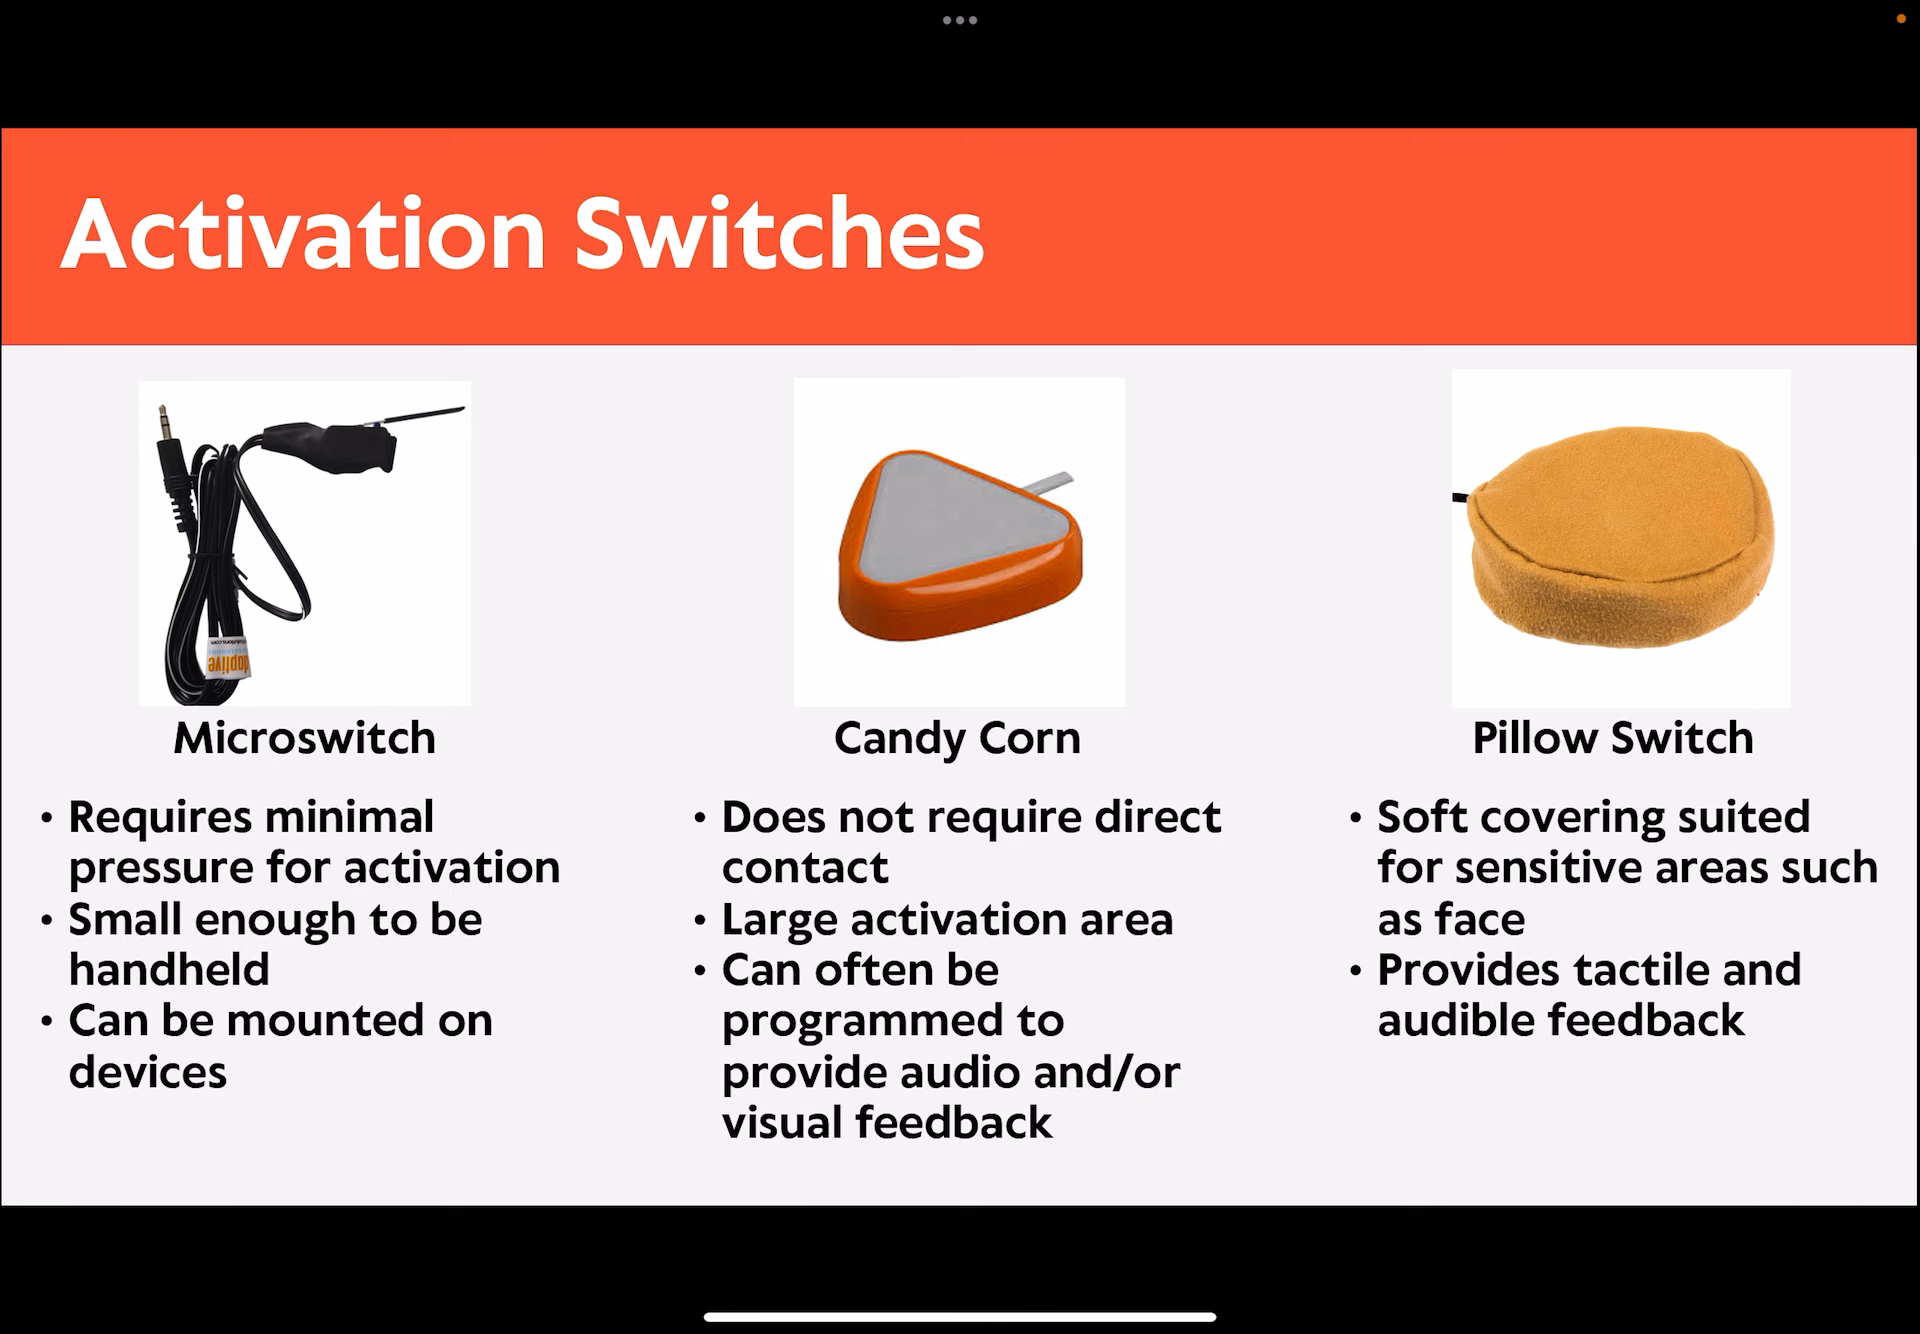 Activation Switches
Microswitch
• Requires minimal
pressure for activation
• Small enough to be
handheld
• Can be mounted on
devices
Candy Corn
• Does not require direct
contact
• Large activation area
• Can often be
programmed to
provide audio and/or
visual feedback
Pillow Switch
• Soft covering suited
for sensitive areas such
as face
• Provides tactile and
audible feedback